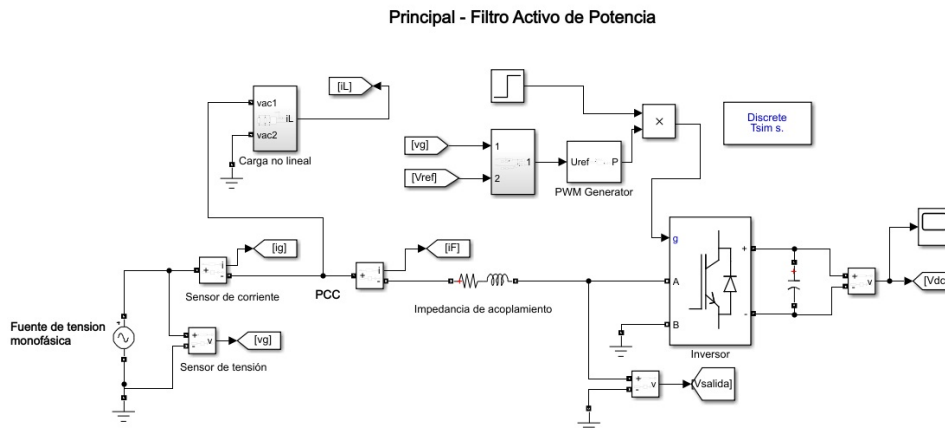 Principal - Filtro Activo de Potencia
[iL]
vac1
iL
vac2
Carga no lineal
[vg]
[Vref]
1
2
1
Uref
P
PWM Generator
×
Discrete
Tsim s.
g
A
B
+
-
Inversor
+
v
-
[Vdc
[ig]
+
i
-
Sensor de corriente
PCC
[iF]
+
i
-
Impedancia de acoplamiento
+
Fuente de tension
monofásica
+
v
-
[vg]
Sensor de tensión
+
v
-
[Vsalida]